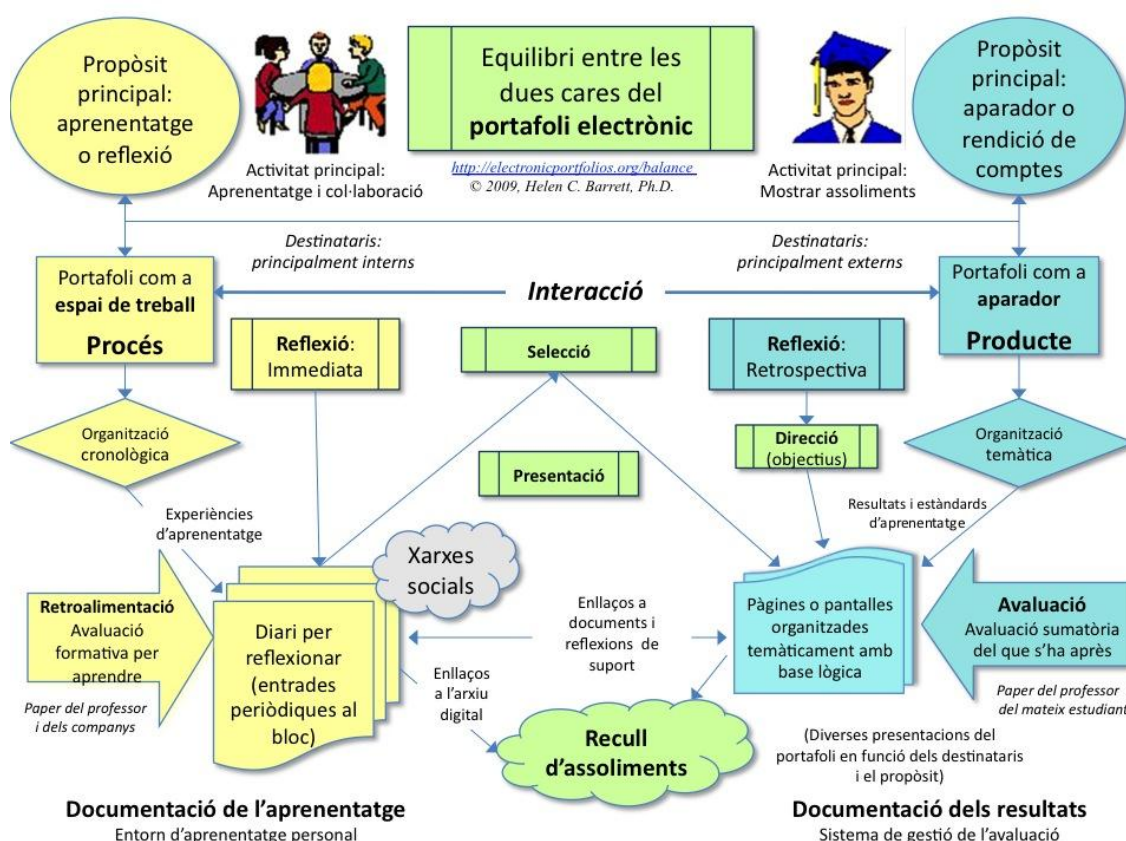 Propòsit
principal:
aprenentatge
o reflexió
Activitat principal:
Aprenentatge i col·laboració
Equilibri entre les
dues cares del
portafoli electrònic
http://electronicportfolios.org/balance
© 2009, Helen C. Barrett, Ph.D.
Activitat principal:
Mostrar assoliments
Propòsit
principal:
aparador o
rendició de
comptes
Destinataris:
principalment interns
Destinataris:
principalment externs
Portafoli com a
espai de treball
Procés
Interacció
Portafoli com a
aparador
Producte
Reflexió:
Immediata
Selecció
Reflexió:
Retrospectiva
Organització
cronològica
Presentació
Direcció
(objectius)
Organització
temàtica
Experiències
d’aprenentatge
Resultats i estàndards
d’aprenentatge
Xarxes
socials
Retroalimentació
Avaluació
formativa per
aprendre
Paper del professor
i dels companys
Diari per
reflexionar
(entrades
periòdiques al
bloc)
Enllaços a
documents i
reflexions de
suport
Enllaços
a l’arxiu
digital
Pàgines o pantalles
organitzades
temàticament amb
base lògica
Avaluació
Avaluació sumatòria
del que s’ha après
Paper del professor
del mateix estudiant
Recull
d’assoliments
(Diverses presentacions del
portafoli en funció dels destinataris
i el propòsit)
Documentació de l’aprenentatge
Entorn d’aprenentatge personal
Documentació dels resultats
Sistema de gestió de l’avaluació